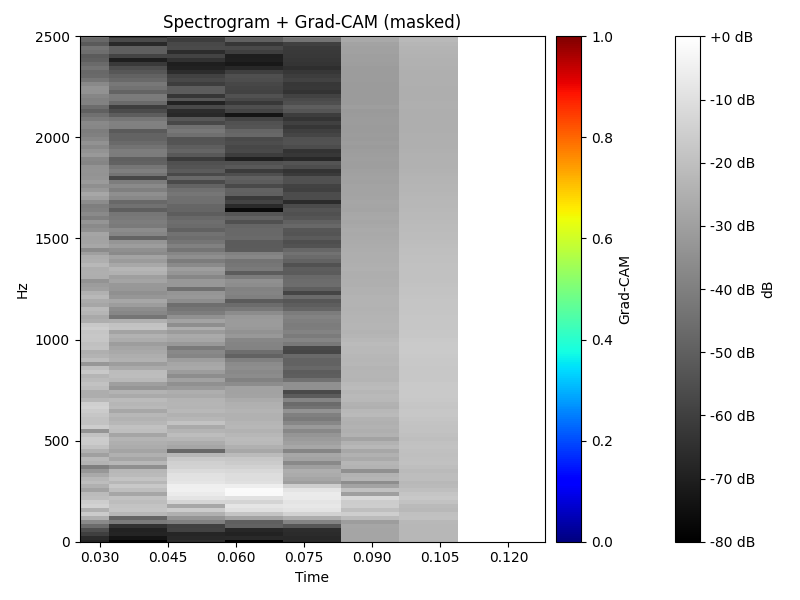 Spectrogram + Grad-CAM (masked)
2500
2000
1500
1000
500
0
Hz
0.030 0.045 0.060 0.075 0.090 0.105 0.120
Time
1.0
0.8
0.6
0.4
0.2
0.0
Grad-CAM
+0 dB
-10 dB
-20 dB
-30 dB
-40 dB
-50 dB
-60 dB
-70 dB
-80 dB
dB